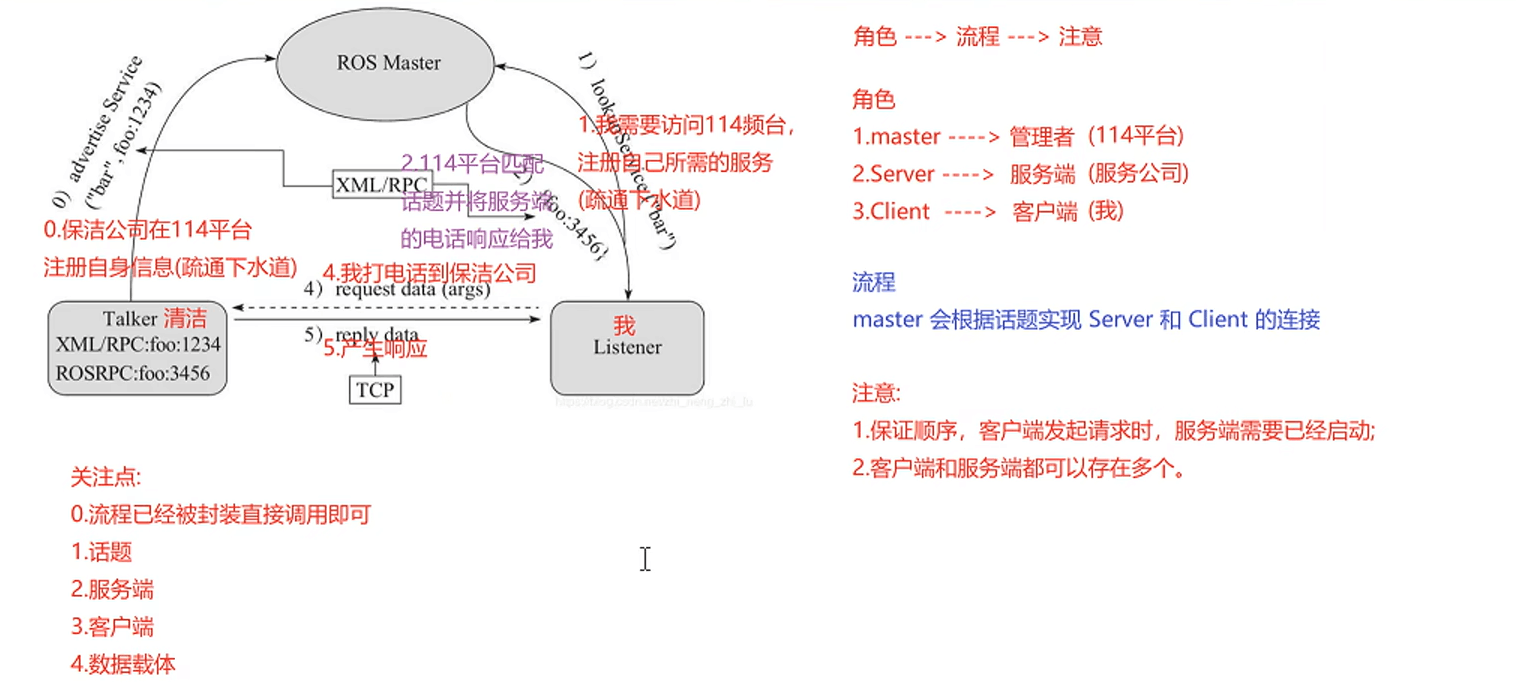 ROS Master
0）advertise Service
("bar",foo:1234)
1）lookupService ("bar")
1.我需要访问114频台，
注册自己所需的服务
(疏通下水道)
XML/RPC
2.114平台匹配
话题并将服务端
的电话响应给我
2）{foo:3456}
0.保洁公司在114平台
注册自身信息(疏通下水道)
4.我打电话到保洁公司
4）request data (args)
5）reply data
5.产生响应
TCP
Talker 清洁
XML/RPC:foo:1234
ROSRPC:foo:3456
我
Listener
关注点:
0.流程已经被封装直接调用即可
1.话题
2.服务端
3.客户端
4.数据载体
角色 ---> 流程 ---> 注意
角色
1.master ----> 管理者 (114平台)
2.Server ----> 服务端 (服务公司)
3.Client ----> 客户端 (我)
流程
master 会根据话题实现 Server 和 Client 的连接
注意:
1.保证顺序，客户端发起请求时，服务端需要已经启动;
2.客户端和服务端都可以存在多个。